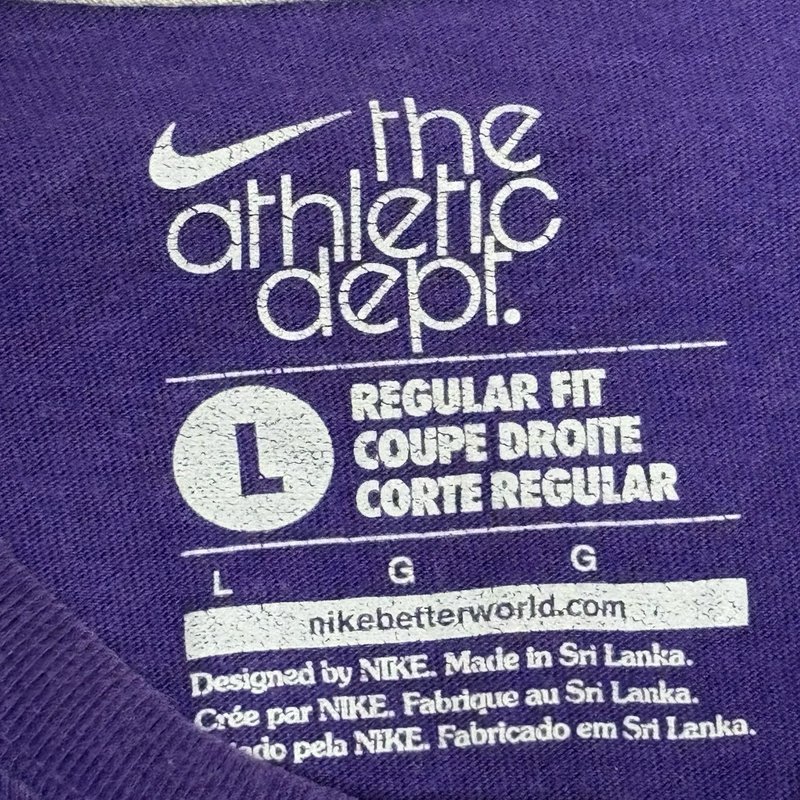 the
athletic
dept.
L
REGULAR FIT
COUPE DROITE
CORTE REGULAR
L G G
nikebetterworld.com
Designed by NIKE. Made in Sri Lanka.
Crée par NIKE. Fabrique au Sri Lanka.
pela NIKE. Fabricado em Sri Lanka.